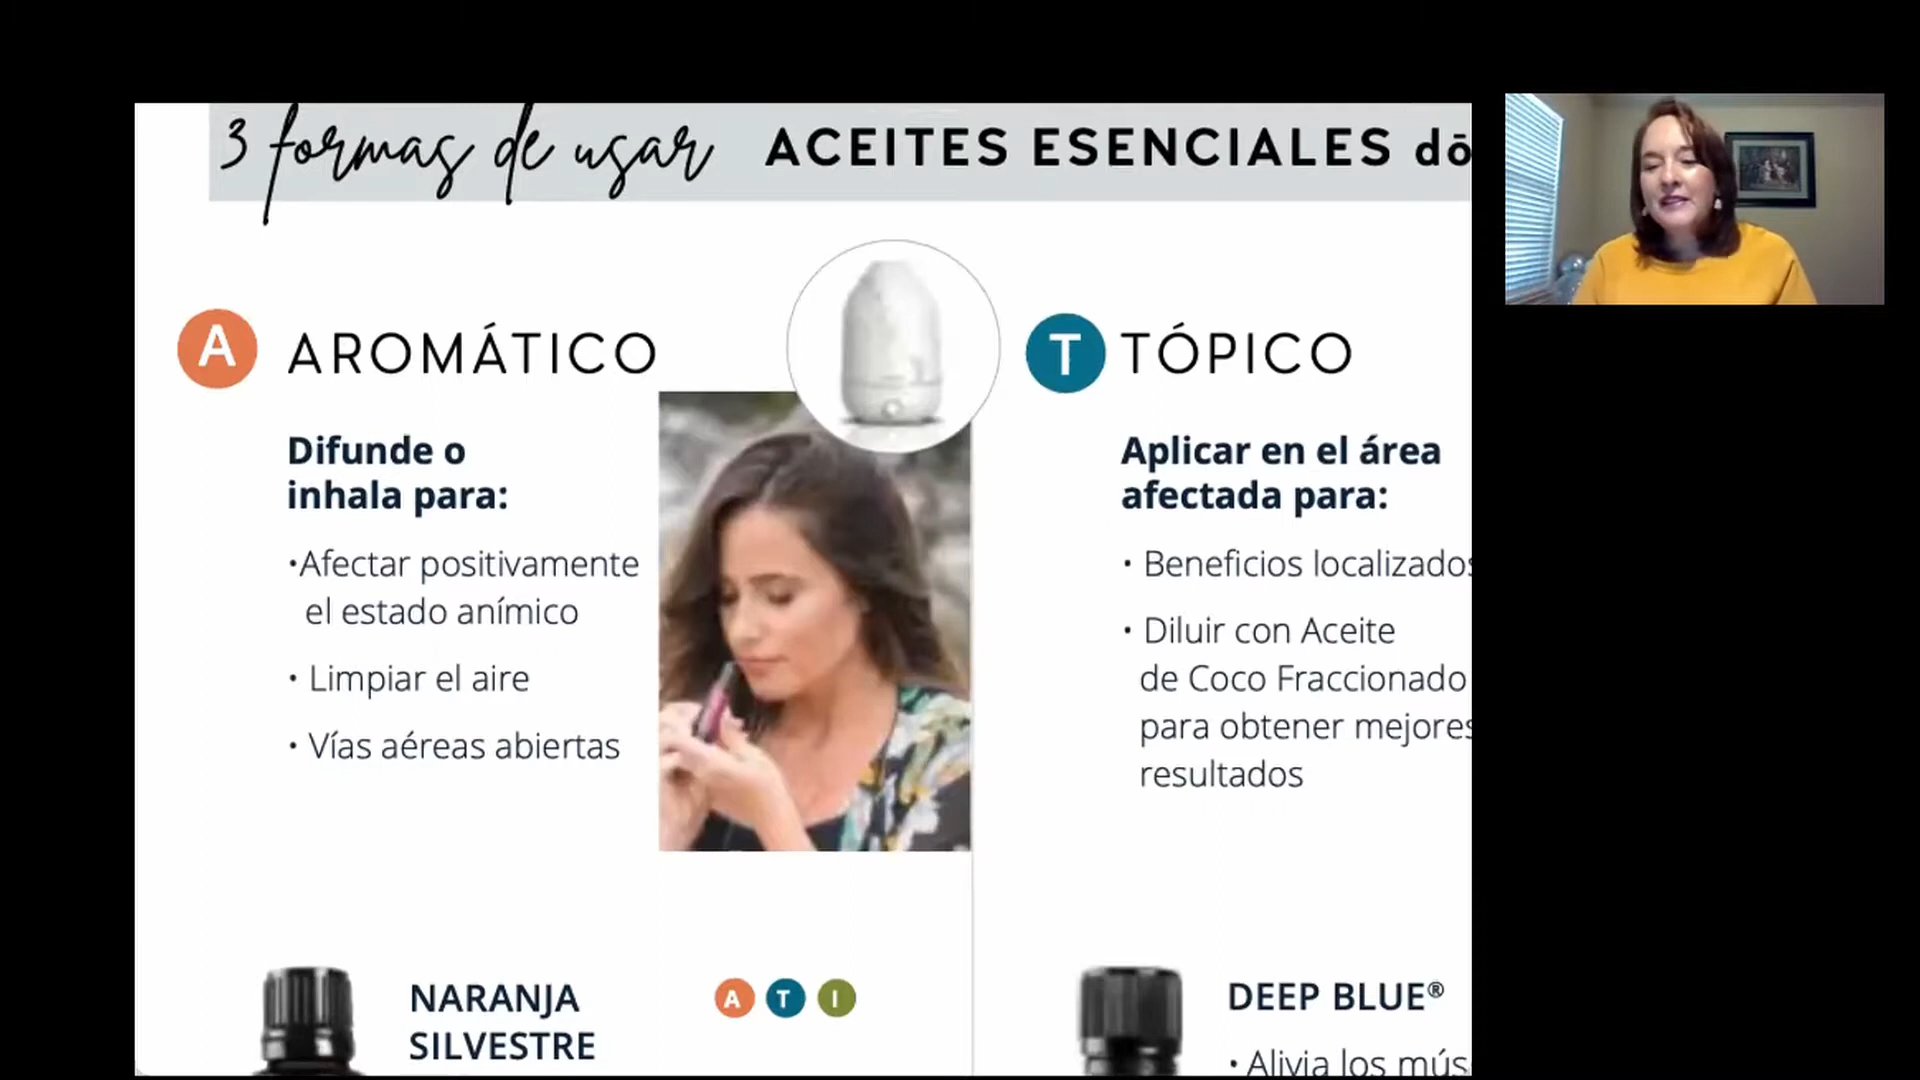 3 formas de usar ACEITES ESENCIALES dō
A AROMÁTICO
Difunde o
inhala para:
•Afectar positivamente
el estado anímico
• Limpiar el aire
• Vías aéreas abiertas
T TÓPICO
Aplicar en el área
afectada para:
• Beneficios localizados
• Diluir con Aceite
de Coco Fraccionado
para obtener mejores
resultados
NARANJA
SILVESTRE
A T I
DEEP BLUE®
• Alivia los mús